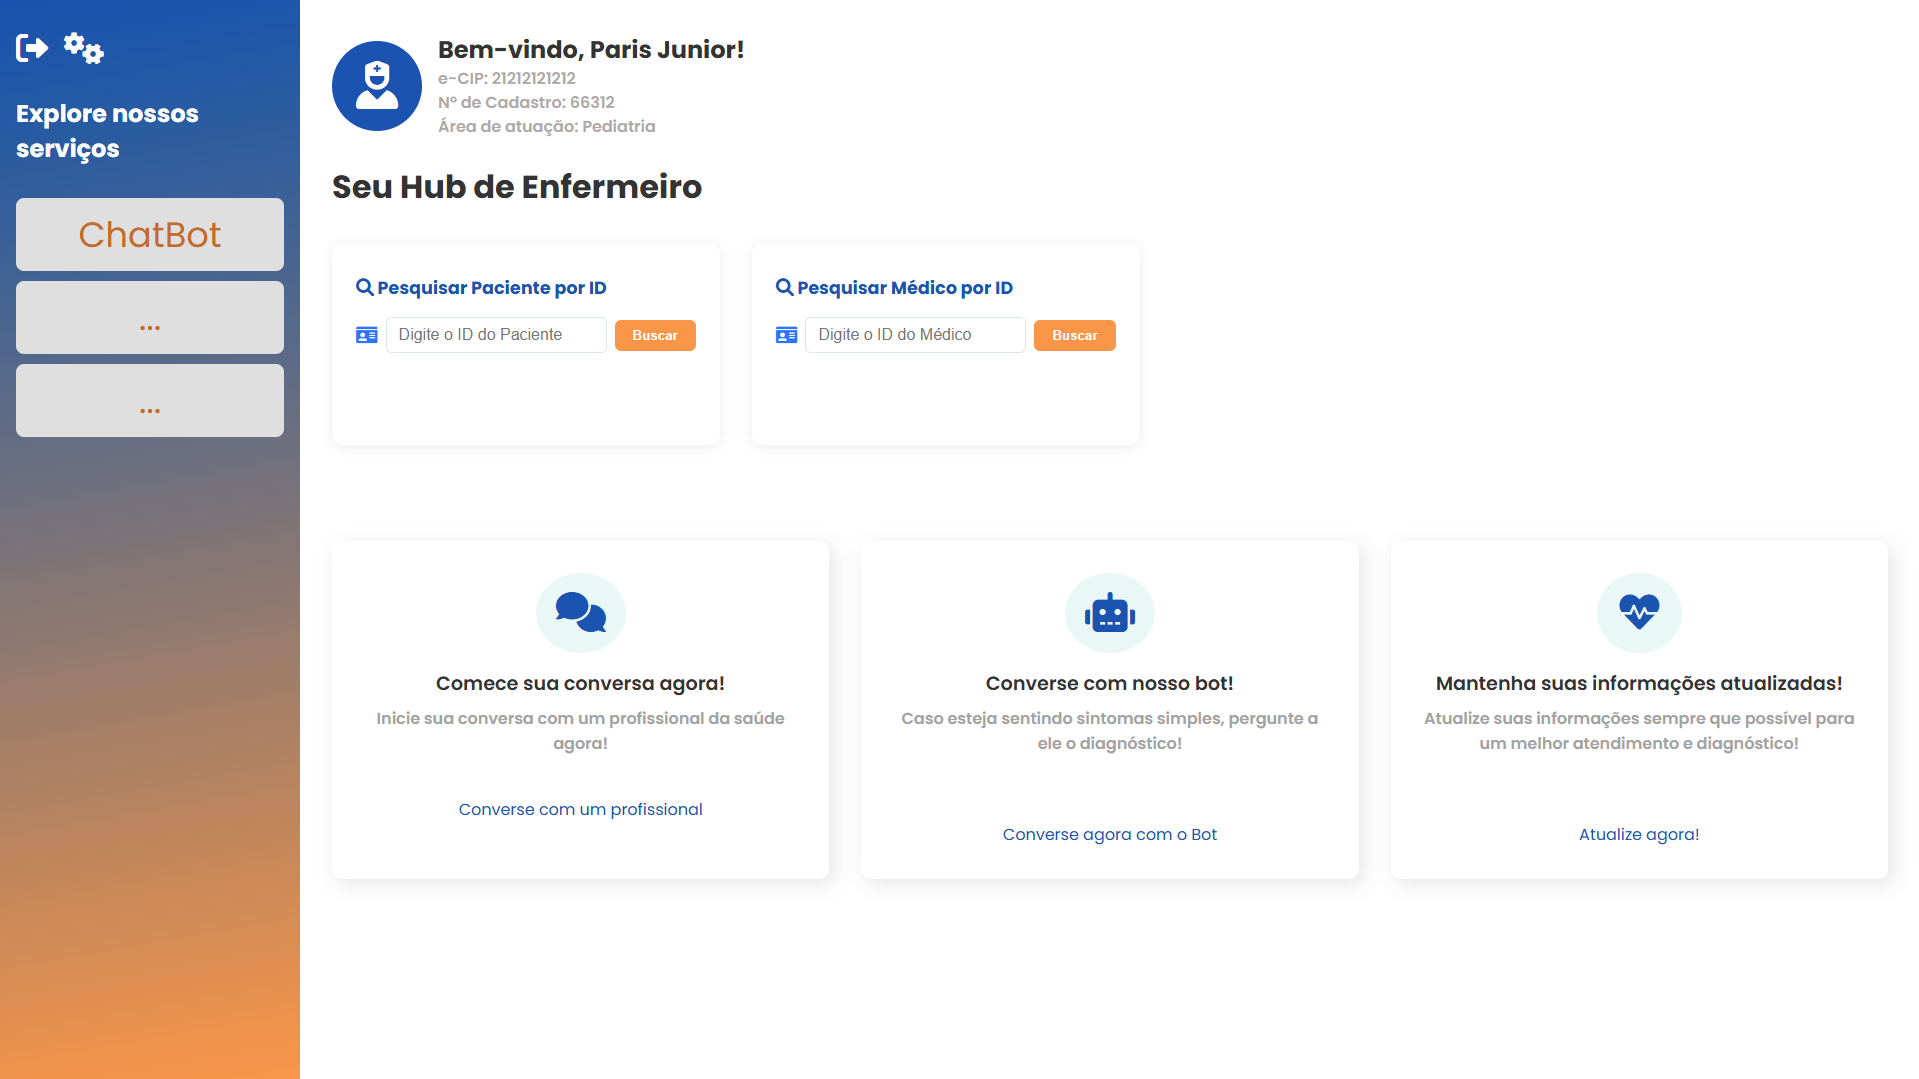 Explore nossos
serviços
ChatBot
...
...
Bem-vindo, Paris Junior!
e-CIP: 21212121212
Nº de Cadastro: 66312
Área de atuação: Pediatria
Seu Hub de Enfermeiro
Pesquisar Paciente por ID
Digite o ID do Paciente
Buscar
Pesquisar Médico por ID
Digite o ID do Médico
Buscar
Comece sua conversa agora!
Inicie sua conversa com um profissional da saúde
agora!
Converse com um profissional
Converse com nosso bot!
Caso esteja sentindo sintomas simples, pergunte a
ele o diagnóstico!
Converse agora com o Bot
Mantenha suas informações atualizadas!
Atualize suas informações sempre que possível para
um melhor atendimento e diagnóstico!
Atualize agora!